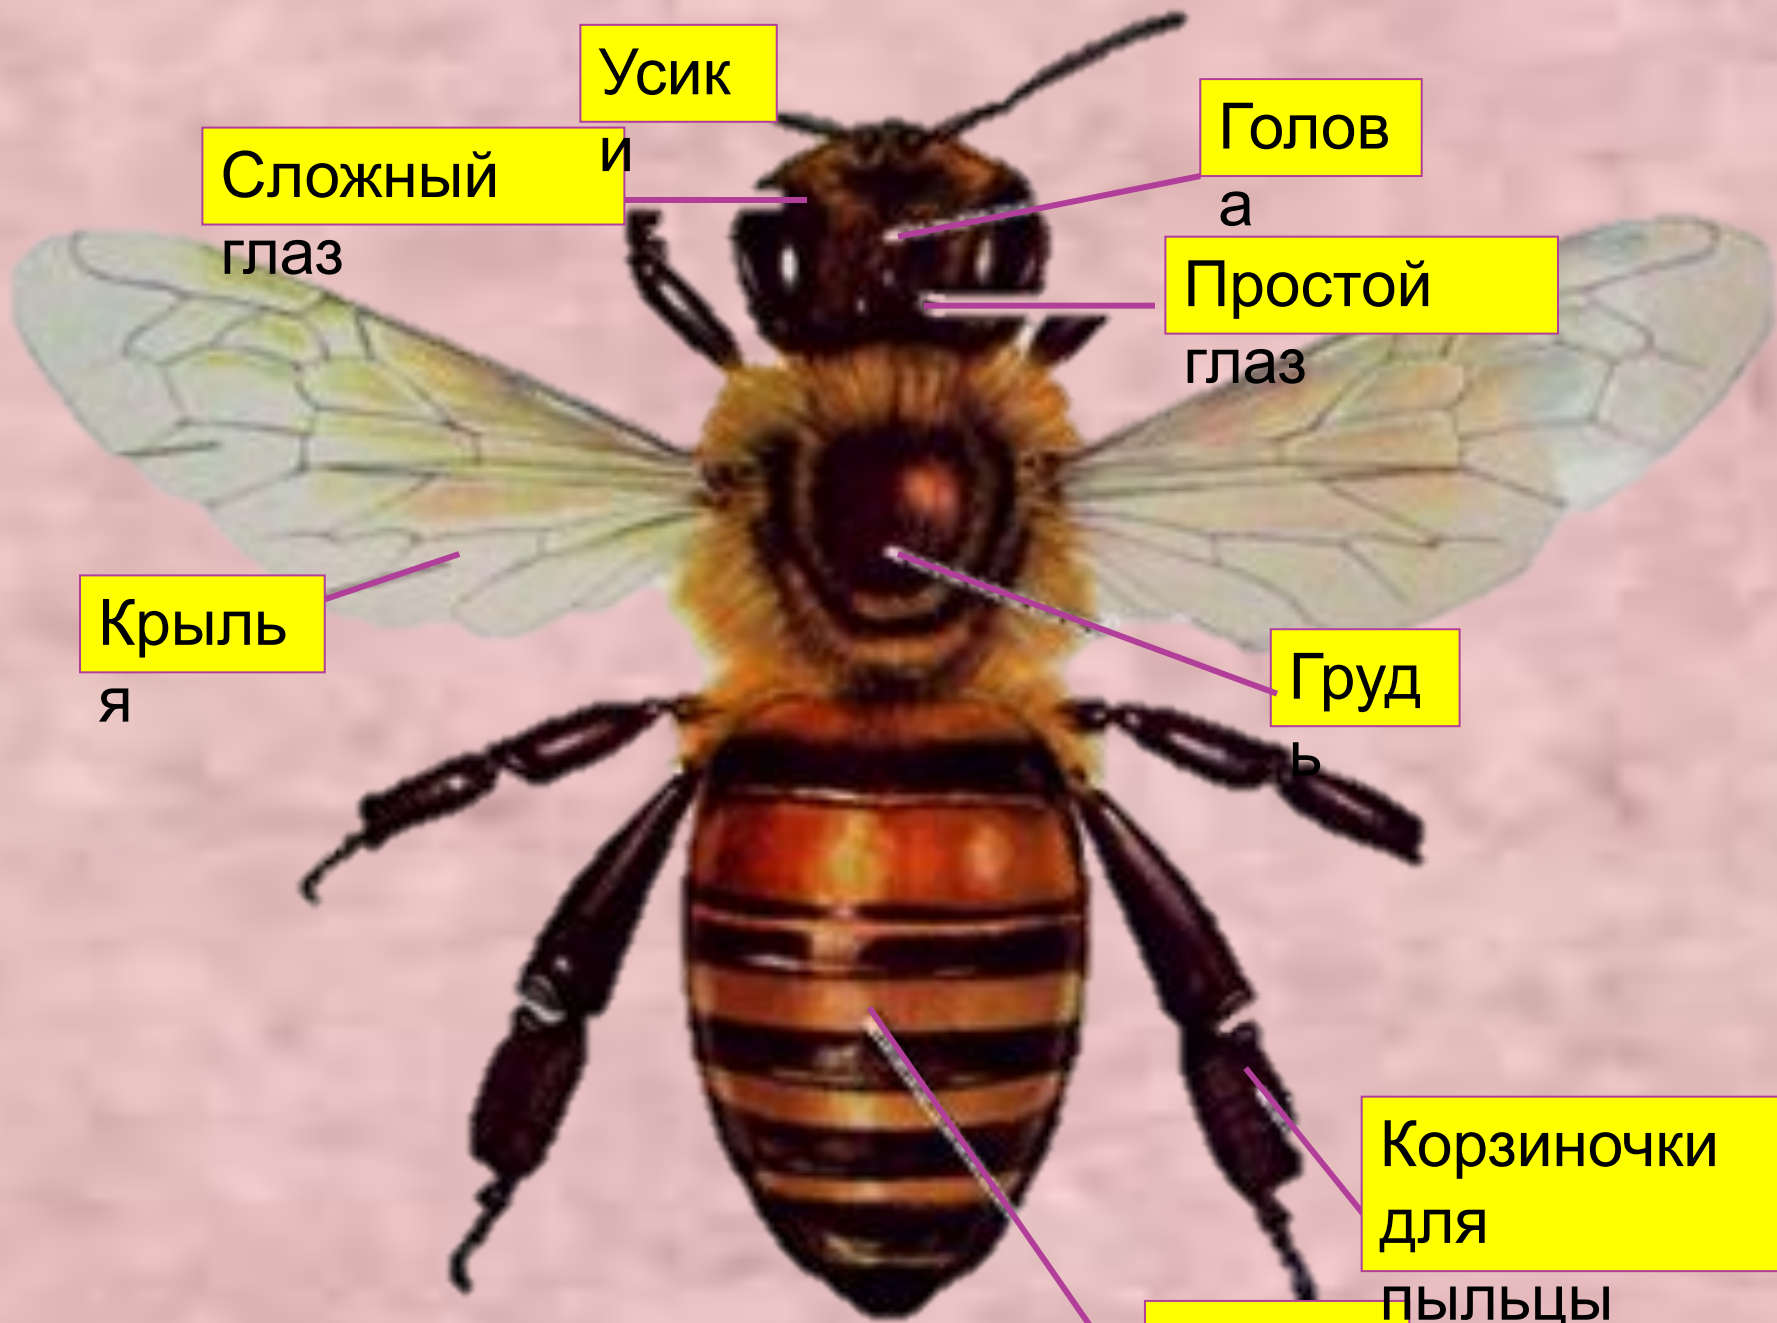 Усик
и
Голов
а
Сложный
глаз
Простой
глаз
Крыль
я
Груд
ь
Корзиночки
для
пыльцы